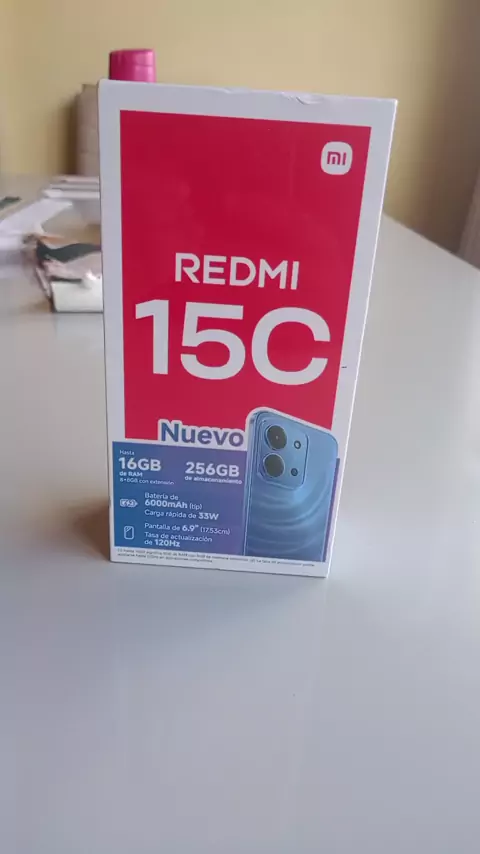 mi
REDMI
15C
Nuevo
Hasta
16GB
de RAM
8+8GB con extensión
256GB
de almacenamiento
Batería de
6000mAh (tip)
Carga rápida de 33W
Pantalla de 6.9" (17.53cm)
Tasa de actualización
de 120Hz